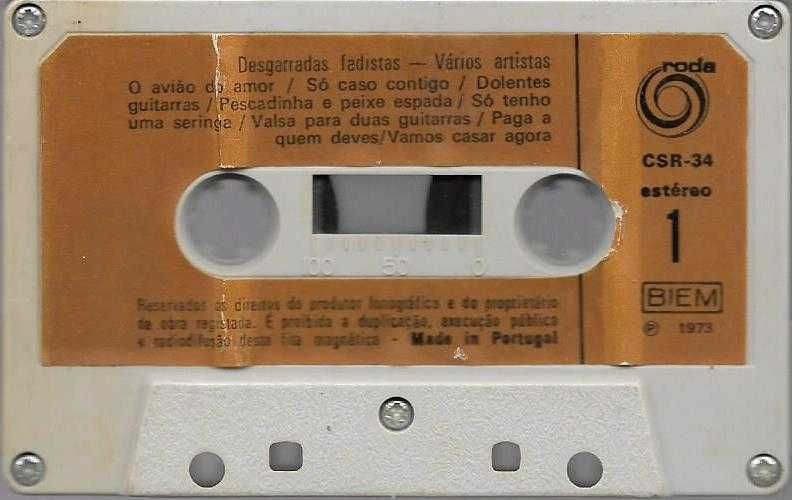 Desgarradas fadistas — Vários artistas
O avião do amor / Só caso contigo / Dolentes
guitarras / Pescadinha e peixe espada / Só tenho
uma seringa / Valsa para duas guitarras / Paga a
quem deves/Vamos casar agora
roda
CSR-34
estéreo
1
BIEM
℗ 1973
100 50 0
Reservados os direitos do produtor fonográfico e do proprietário
da obra registada. É proibida a duplicação, execução pública
e radiodifusão desta fita magnética - Made in Portugal